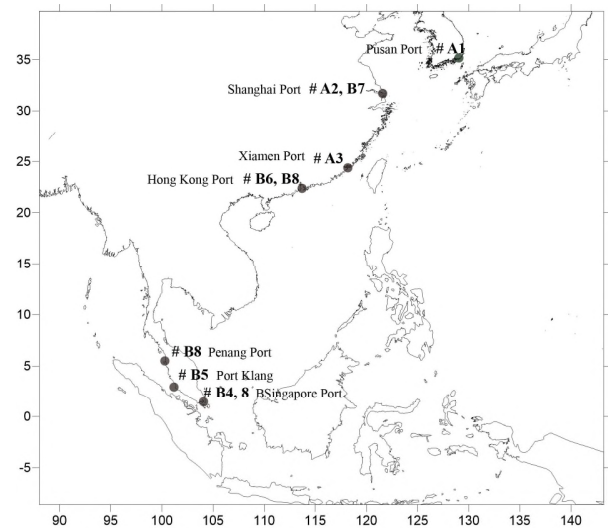 35
Pusan Port # A1
Shanghai Port # A2, B7
30
Xiamen Port # A3
25
Hong Kong Port # B6, B8
20
15
10
# B8 Penang Port
5
# B5 Port Klang
# B4, 8 BSingapore Port
0
-5
90 95 100 105 110 115 120 125 130 135 140